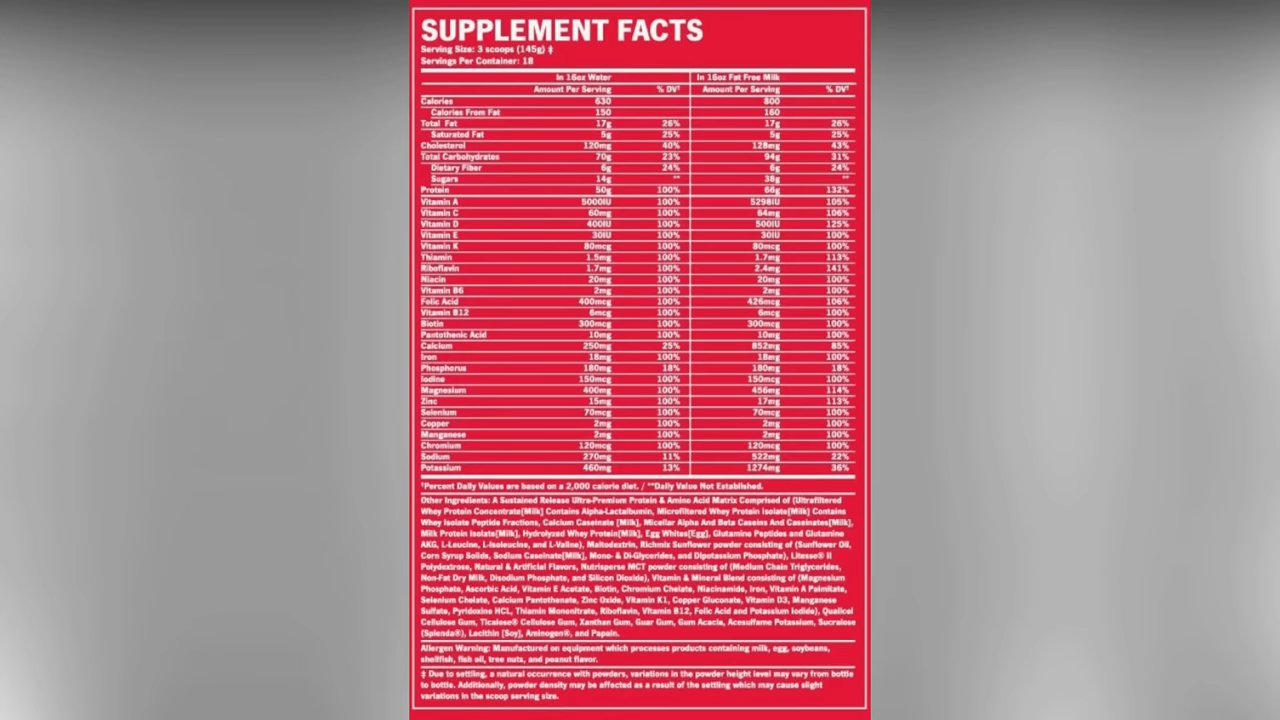 SUPPLEMENT FACTS
Serving Size: 3 scoops (145g) ‡
Servings Per Container: 18
In 16oz Water In 16oz Fat Free Milk
Amount Per Serving % DV† Amount Per Serving % DV†
Calories 630 800
Calories From Fat 150 160
Total Fat 17g 26% 17g 26%
Saturated Fat 5g 25% 5g 25%
Cholesterol 120mg 40% 128mg 43%
Total Carbohydrates 70g 23% 94g 31%
Dietary Fiber 6g 24% 6g 24%
Sugars 14g ** 38g **
Protein 50g 100% 66g 132%
Vitamin A 5000IU 100% 5298IU 105%
Vitamin C 60mg 100% 64mg 106%
Vitamin D 400IU 100% 500IU 125%
Vitamin E 30IU 100% 30IU 100%
Vitamin K 80mcg 100% 80mcg 100%
Thiamin 1.5mg 100% 1.7mg 113%
Riboflavin 1.7mg 100% 2.4mg 141%
Niacin 20mg 100% 20mg 100%
Vitamin B6 2mg 100% 2mg 100%
Folic Acid 400mcg 100% 426mcg 106%
Vitamin B12 6mcg 100% 6mcg 100%
Biotin 300mcg 100% 300mcg 100%
Pantothenic Acid 10mg 100% 10mg 100%
Calcium 250mg 25% 852mg 85%
Iron 18mg 100% 18mg 100%
Phosphorus 180mg 18% 180mg 18%
Iodine 150mcg 100% 150mcg 100%
Magnesium 400mg 100% 456mg 114%
Zinc 15mg 100% 17mg 113%
Selenium 70mcg 100% 70mcg 100%
Copper 2mg 100% 2mg 100%
Manganese 2mg 100% 2mg 100%
Chromium 120mcg 100% 120mcg 100%
Sodium 270mg 11% 522mg 22%
Potassium 460mg 13% 1274mg 36%
†Percent Daily Values are based on a 2,000 calorie diet. / **Daily Value Not Established.
Other Ingredients: A Sustained Release Ultra-Premium Protein & Amino Acid Matrix Comprised of (Ultrafiltered
Whey Protein Concentrate[Milk] Contains Alpha-Lactalbumin, Microfiltered Whey Protein Isolate[Milk] Contains
Whey Isolate Peptide Fractions, Calcium Caseinate [Milk], Micellar Alpha And Beta Caseins And Caseinates[Milk],
Milk Protein Isolate[Milk], Hydrolyzed Whey Protein[Milk], Egg Whites[Egg], Glutamine Peptides and Glutamine
AKG, L-Leucine, L-Isoleucine, and L-Valine), Maltodextrin, Richmix Sunflower powder consisting of (Sunflower Oil,
Corn Syrup Solids, Sodium Caseinate[Milk], Mono- & Di-Glycerides, and Dipotassium Phosphate), Litesse® II
Polydextrose, Natural & Artificial Flavors, Nutrisperse MCT powder consisting of (Medium Chain Triglycerides,
Non-Fat Dry Milk, Disodium Phosphate, and Silicon Dioxide), Vitamin & Mineral Blend consisting of (Magnesium
Phosphate, Ascorbic Acid, Vitamin E Acetate, Biotin, Chromium Chelate, Niacinamide, Iron, Vitamin A Palmitate,
Selenium Chelate, Calcium Pantothenate, Zinc Oxide, Vitamin K1, Copper Gluconate, Vitamin D3, Manganese
Sulfate, Pyridoxine HCL, Thiamin Mononitrate, Riboflavin, Vitamin B12, Folic Acid and Potassium Iodide), Qualicel
Cellulose Gum, Ticalose® Cellulose Gum, Xanthan Gum, Guar Gum, Gum Acacia, Acesulfame Potassium, Sucralose
(Splenda®), Lecithin [Soy], Aminogen®, and Papain.
Allergen Warning: Manufactured on equipment which processes products containing milk, egg, soybeans,
shellfish, fish oil, tree nuts, and peanut flavor.
‡ Due to settling, a natural occurrence with powders, variations in the powder height level may vary from bottle
to bottle. Additionally, powder density may be affected as a result of the settling which may cause slight
variations in the scoop serving size.